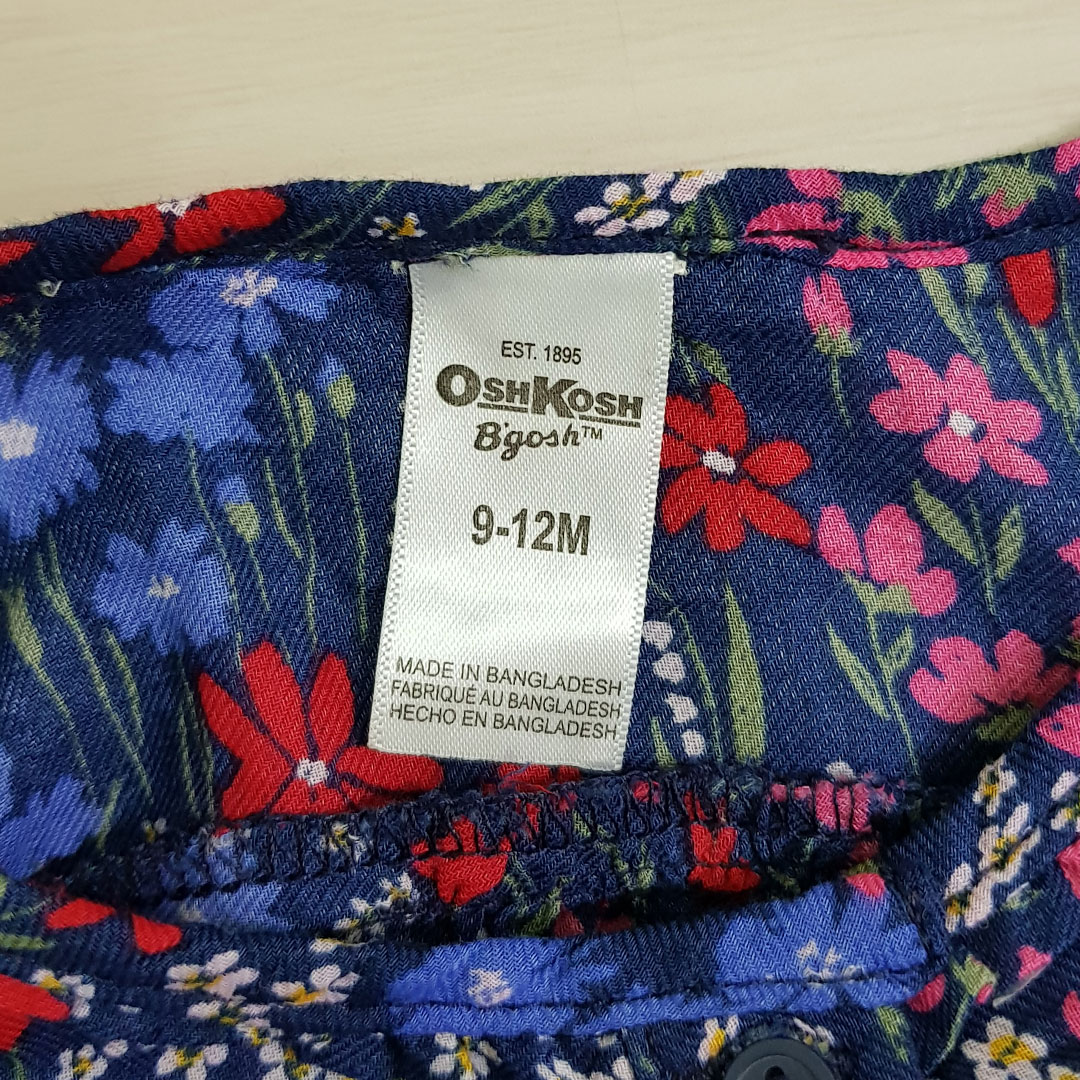 EST. 1895
OSHKOSH
B'gosh™
9-12M
MADE IN BANGLADESH
FABRIQUÉ AU BANGLADESH
HECHO EN BANGLADESH